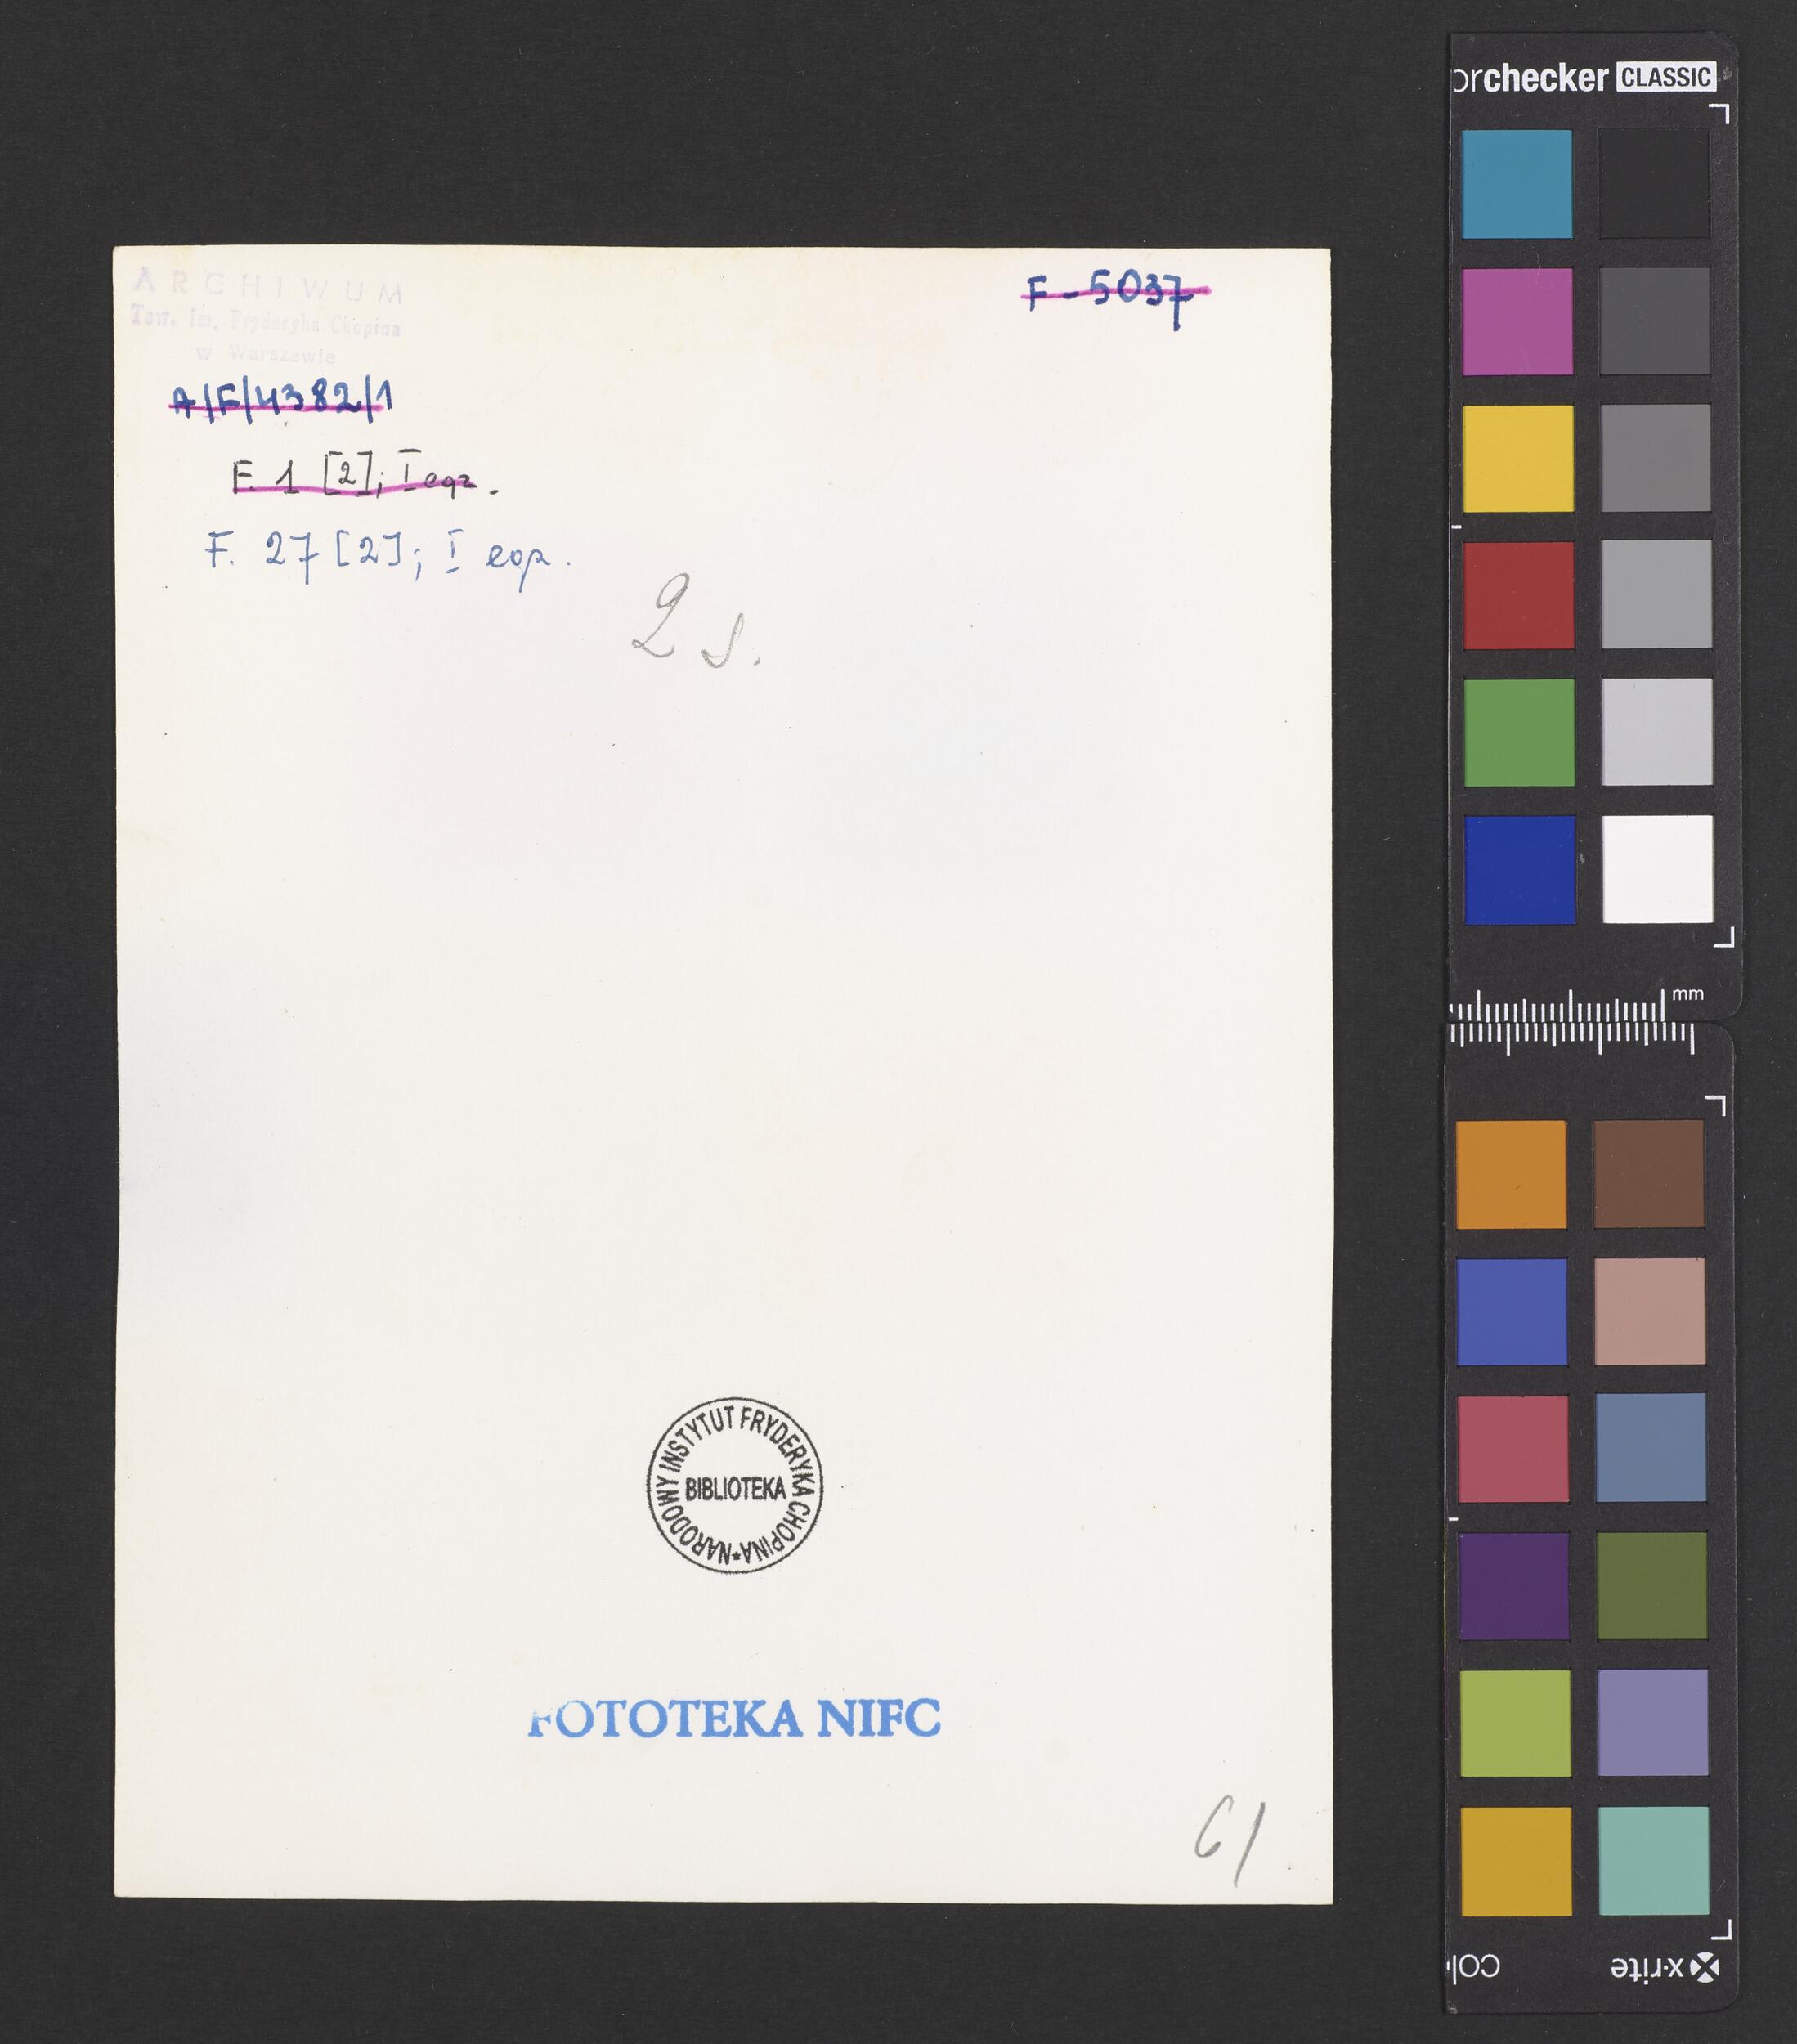 ARCHIWUM
Tow. Im. Fryderyka Chopina
w Warszawie
F-5037
A/F/4382/1
F. 1 [2]; I egz.
F. 27 [2]; I egz.
2 s.
NARODOWY INSTYTUT FRYDERYKA CHOPINA
BIBLIOTEKA
FOTOTEKA NIFC
61
orchecker CLASSIC
mm
x-rite
col